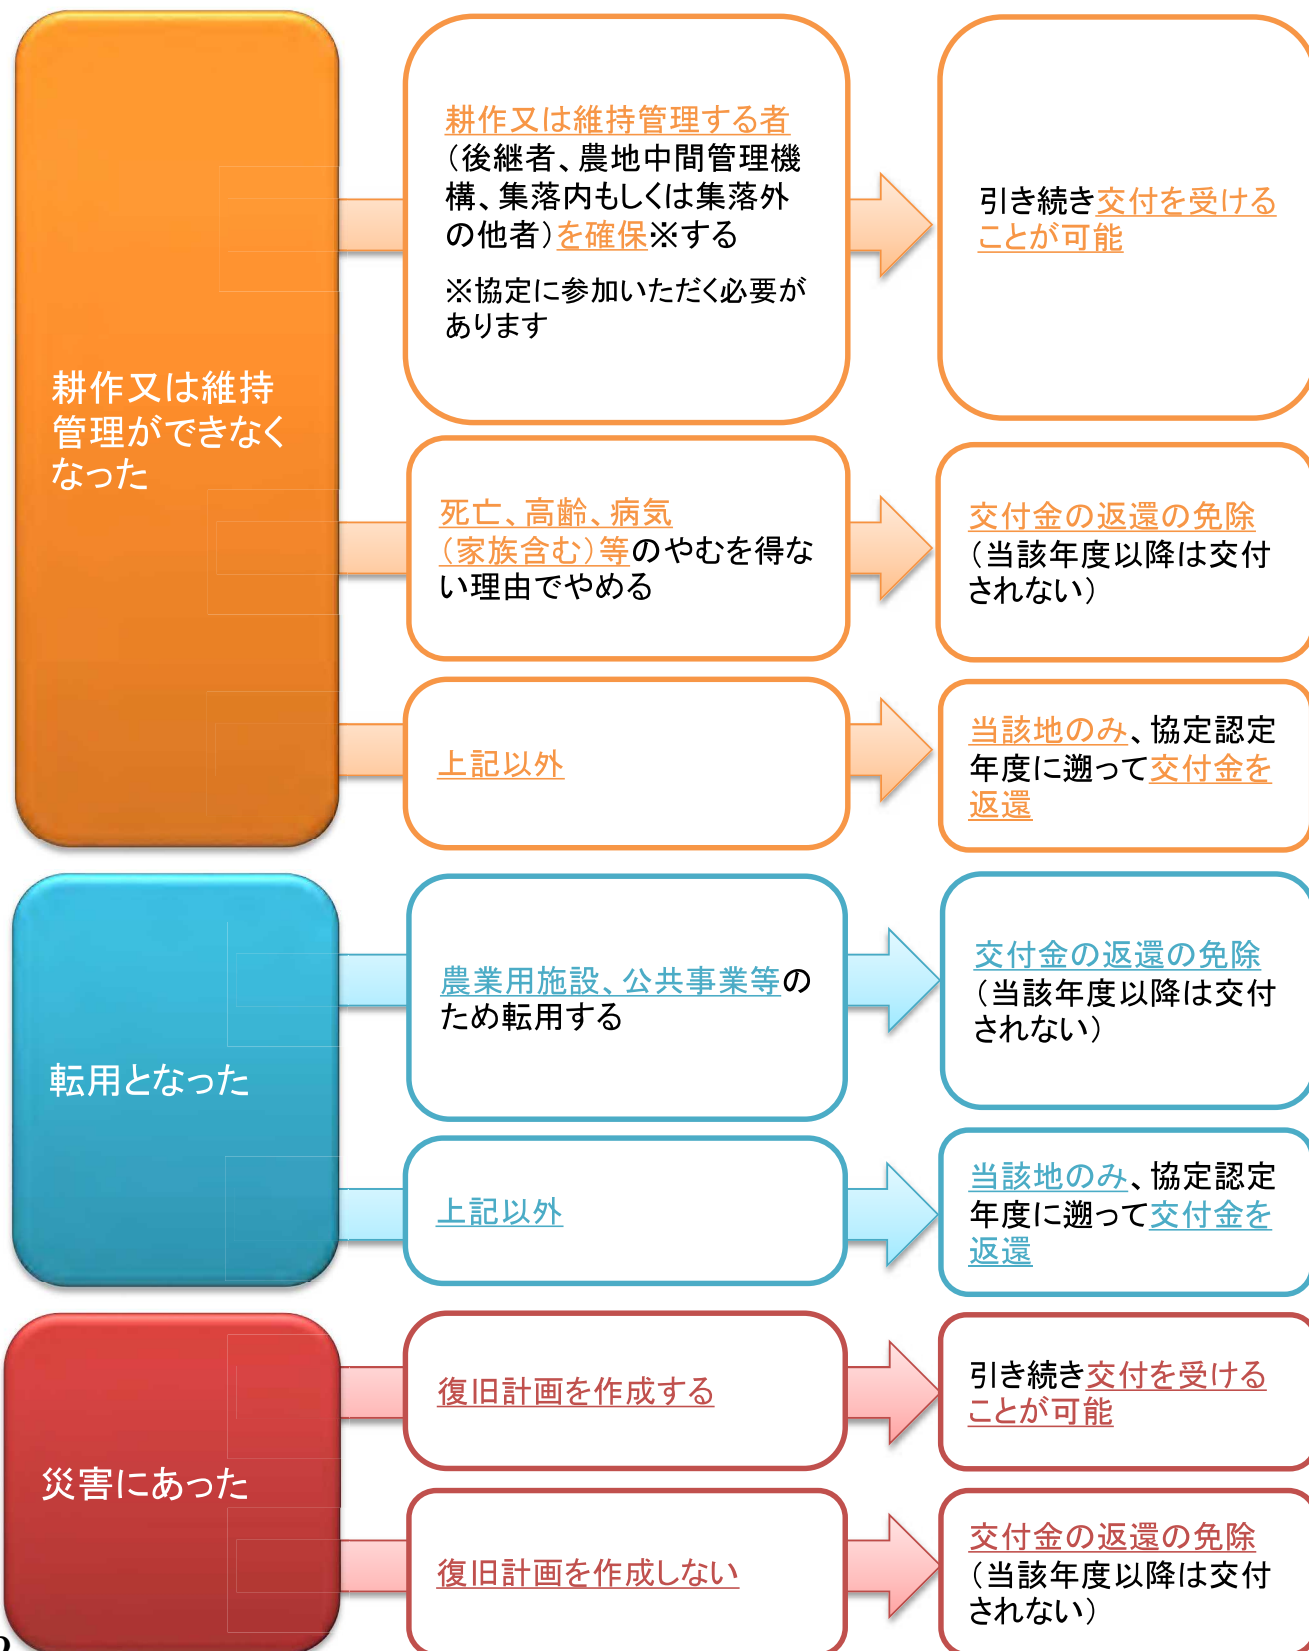 耕作又は維持
管理ができなく
なった
耕作又は維持管理する者
（後継者、農地中間管理機
構、集落内もしくは集落外
の他者）を確保※する
※協定に参加いただく必要が
あります
引き続き交付を受ける
ことが可能
死亡、高齢、病気
（家族含む）等のやむを得な
い理由でやめる
交付金の返還の免除
（当該年度以降は交付
されない）
上記以外
当該地のみ、協定認定
年度に遡って交付金を
返還
転用となった
農業用施設、公共事業等の
ため転用する
交付金の返還の免除
（当該年度以降は交付
されない）
上記以外
当該地のみ、協定認定
年度に遡って交付金を
返還
災害にあった
復旧計画を作成する
引き続き交付を受ける
ことが可能
復旧計画を作成しない
交付金の返還の免除
（当該年度以降は交付
されない）